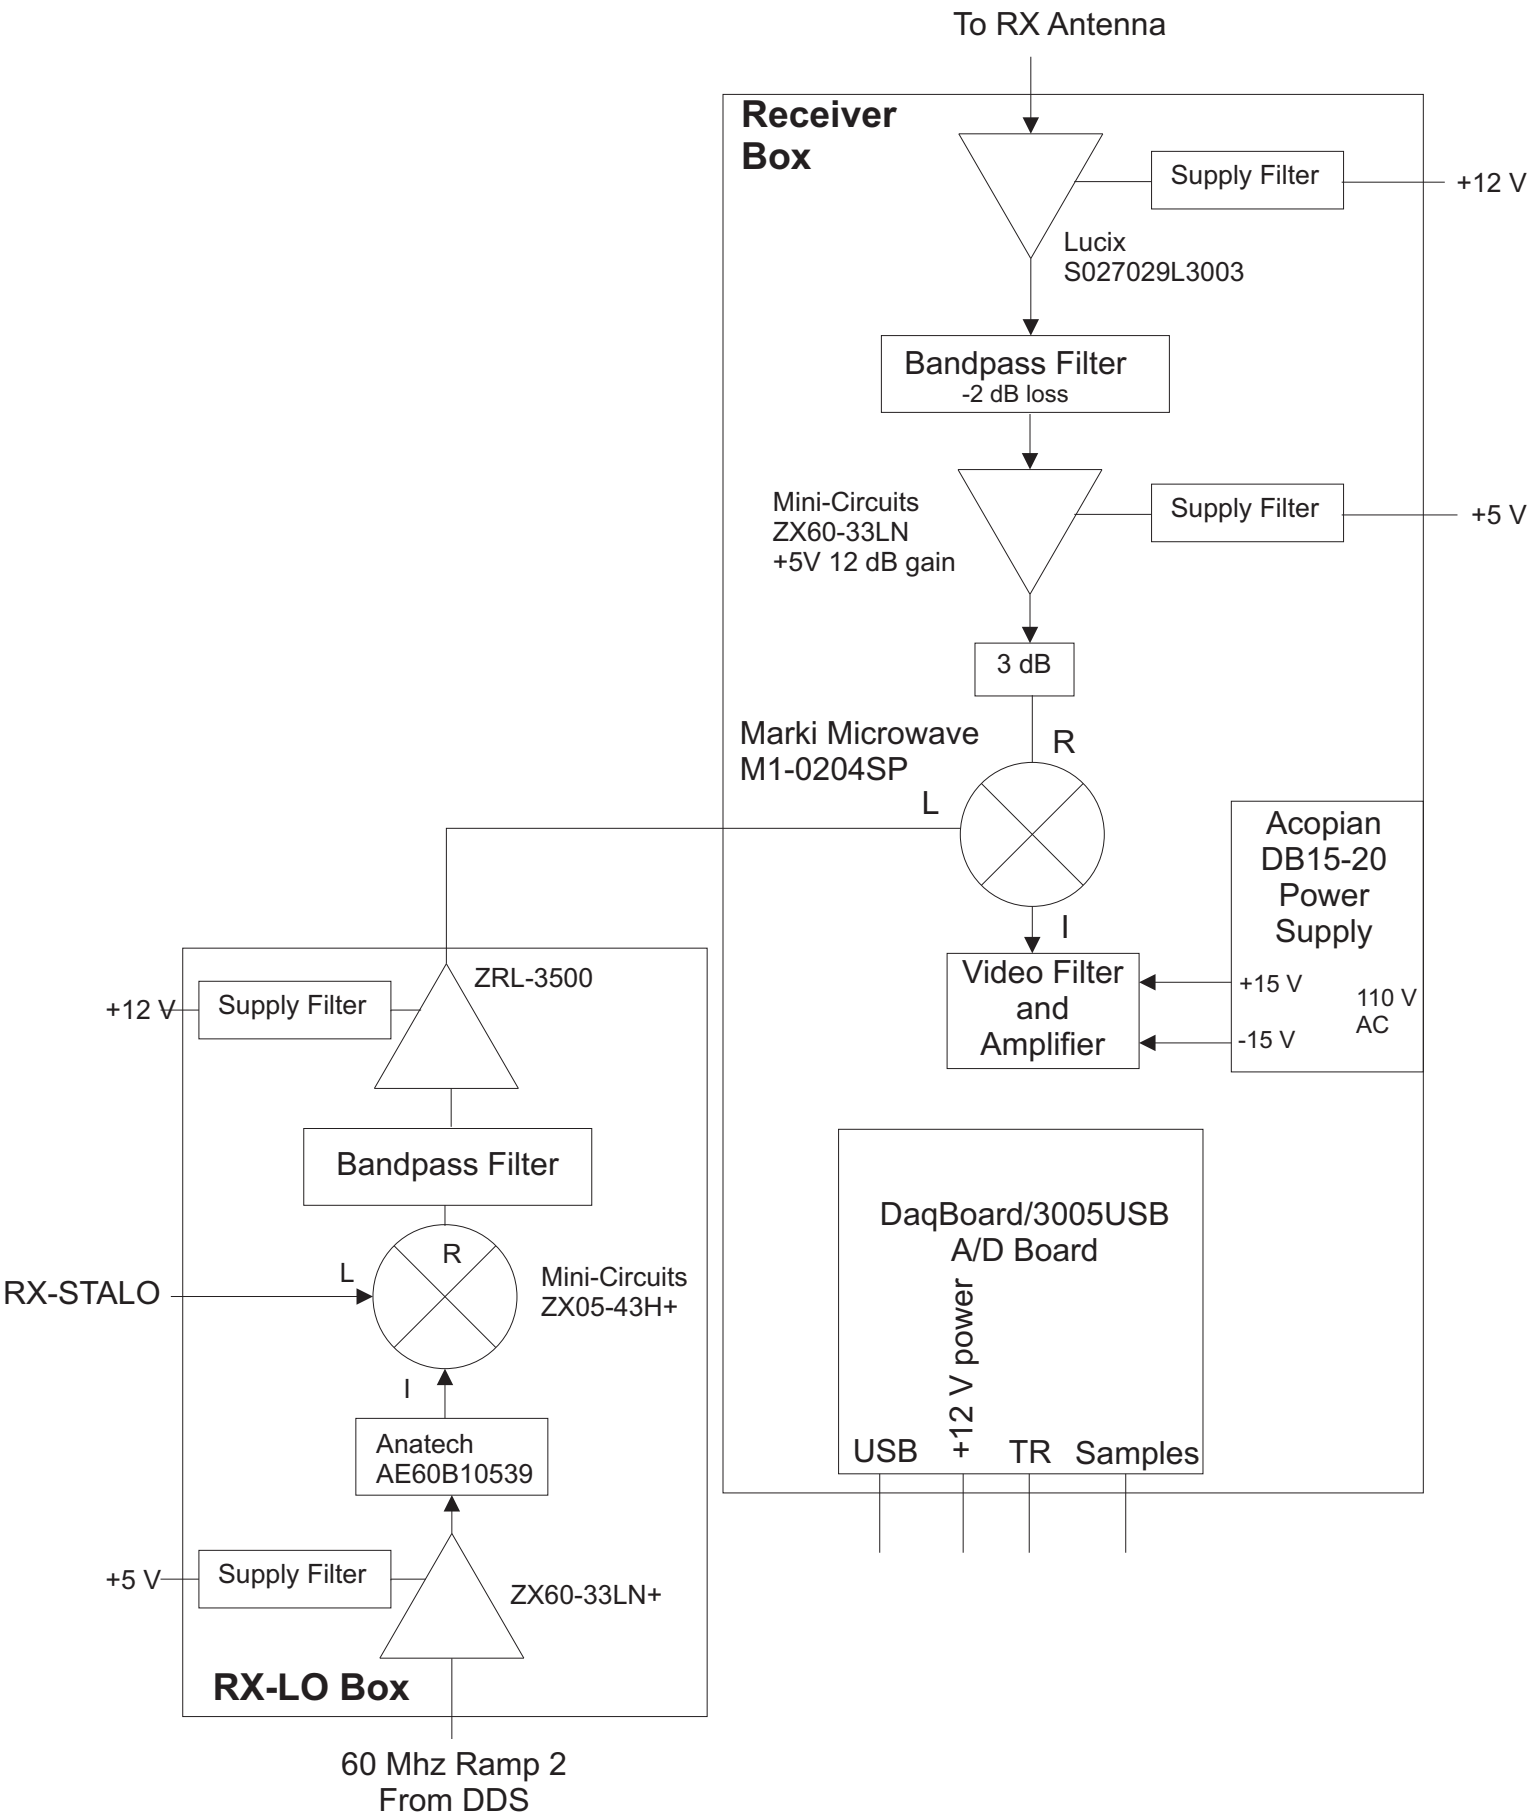 To RX Antenna
Receiver
Box
Supply Filter
+12 V
Lucix
S027029L3003
Bandpass Filter
-2 dB loss
Mini-Circuits
ZX60-33LN
+5V 12 dB gain
Supply Filter
+5 V
3 dB
Marki Microwave
M1-0204SP
R
L
I
Acopian
DB15-20
Power
Supply
+15 V
-15 V
110 V
AC
Video Filter
and
Amplifier
DaqBoard/3005USB
A/D Board
USB
+12 V power
TR
Samples
ZRL-3500
+12 V
Supply Filter
Bandpass Filter
R
L
RX-STALO
Mini-Circuits
ZX05-43H+
I
Anatech
AE60B10539
+5 V
Supply Filter
ZX60-33LN+
RX-LO Box
60 Mhz Ramp 2
From DDS